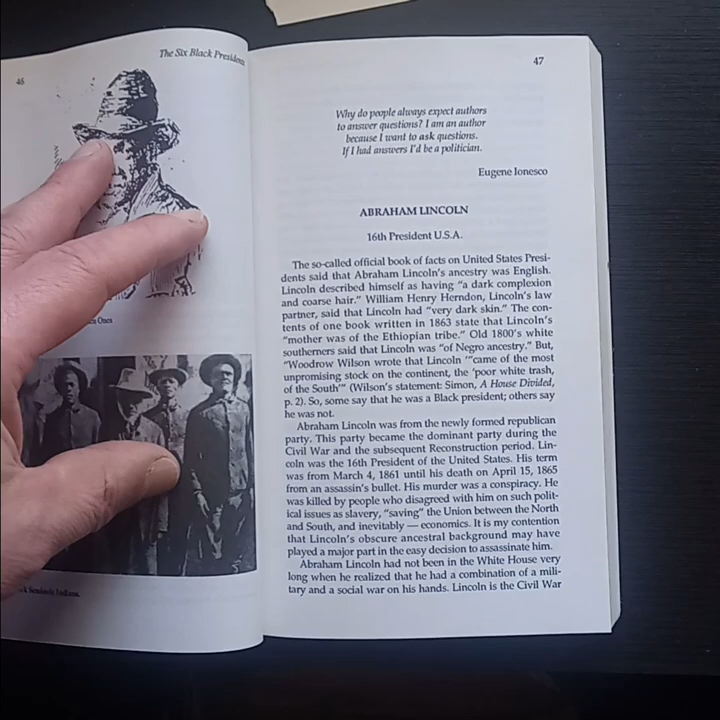 46
The Six Black Presidents
Ones
Seminole Indians.
47
Why do people always expect authors
to answer questions? I am an author
because I want to ask questions.
If I had answers I'd be a politician.
Eugene Ionesco
ABRAHAM LINCOLN
16th President U.S.A.
The so-called official book of facts on United States Presi-
dents said that Abraham Lincoln's ancestry was English.
Lincoln described himself as having "a dark complexion
and coarse hair." William Henry Herndon, Lincoln's law
partner, said that Lincoln had "very dark skin." The con-
tents of one book written in 1863 state that Lincoln's
"mother was of the Ethiopian tribe." Old 1800's white
southerners said that Lincoln was "of Negro ancestry." But,
"Woodrow Wilson wrote that Lincoln '"came of the most
unpromising stock on the continent, the 'poor white trash,
of the South'" (Wilson's statement: Simon, A House Divided,
p. 2). So, some say that he was a Black president; others say
he was not.
Abraham Lincoln was from the newly formed republican
party. This party became the dominant party during the
Civil War and the subsequent Reconstruction period. Lin-
coln was the 16th President of the United States. His term
was from March 4, 1861 until his death on April 15, 1865
from an assassin's bullet. His murder was a conspiracy. He
was killed by people who disagreed with him on such polit-
ical issues as slavery, "saving" the Union between the North
and South, and inevitably — economics. It is my contention
that Lincoln's obscure ancestral background may have
played a major part in the easy decision to assassinate him.
Abraham Lincoln had not been in the White House very
long when he realized that he had a combination of a mili-
tary and a social war on his hands. Lincoln is the Civil War